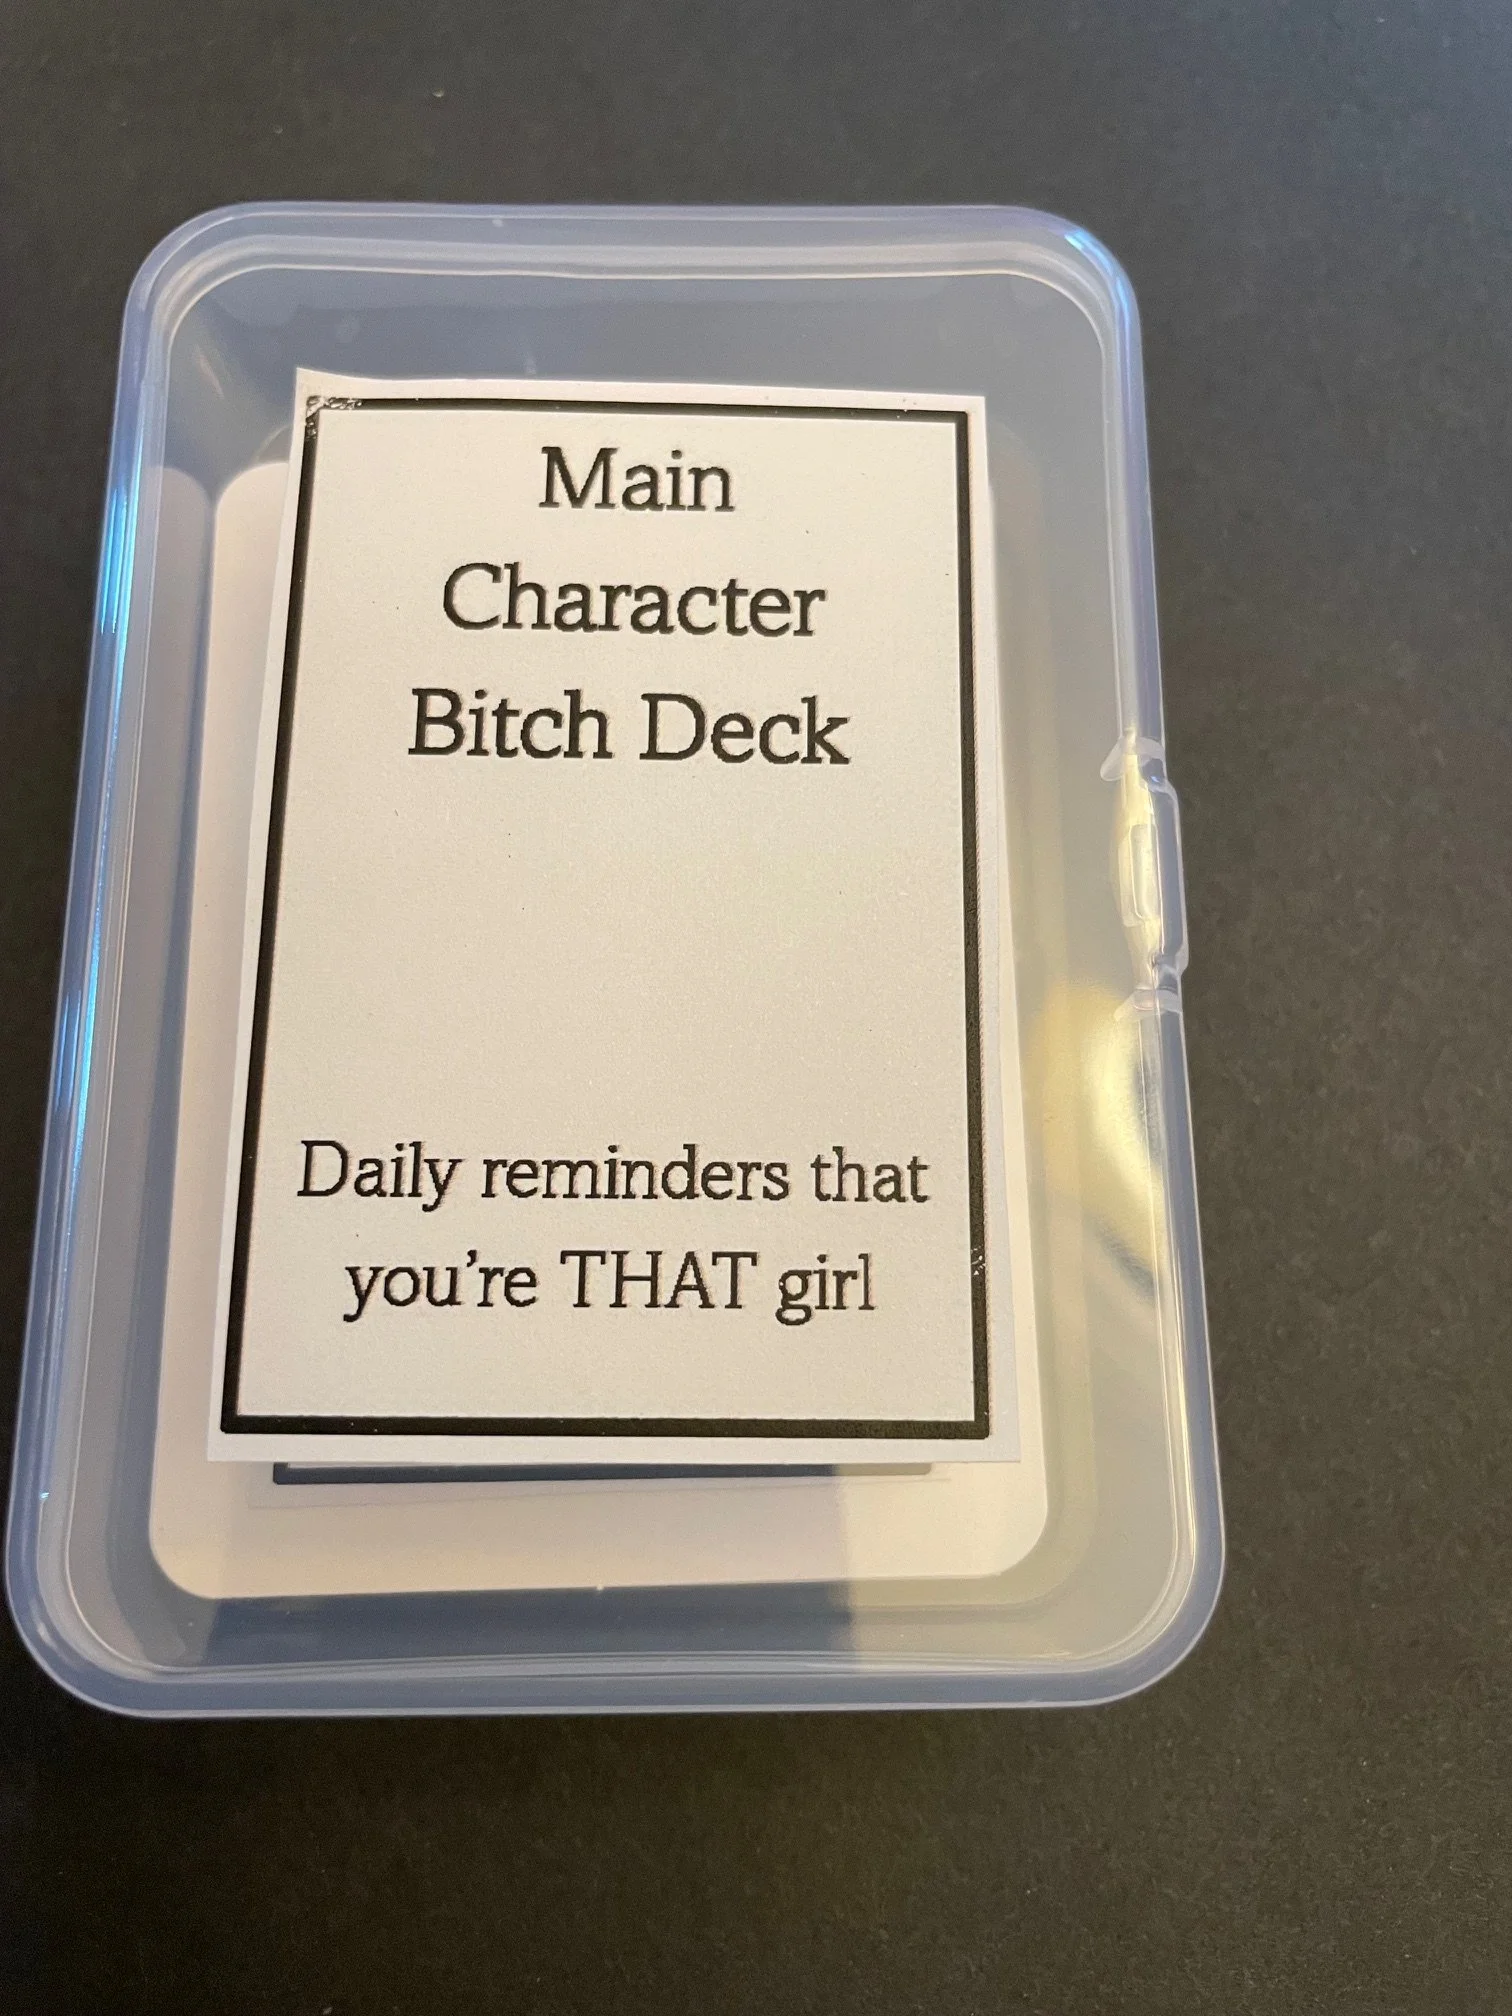 Main
Character
Bitch Deck
Daily reminders that
you're THAT girl